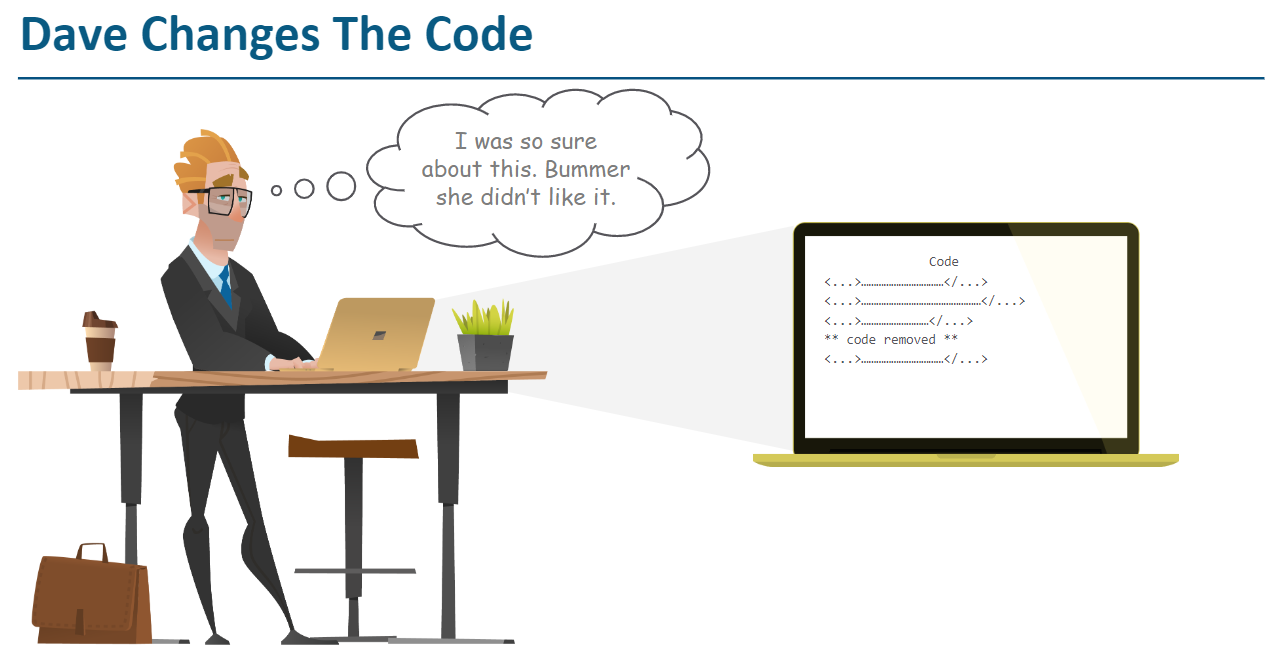 Dave Changes The Code
I was so sure
about this. Bummer
she didn't like it.
Code
<...>……………………………</...>
<...>…………………………………………</...>
<...>………………………</...>
** code removed **
<...>……………………………</...>